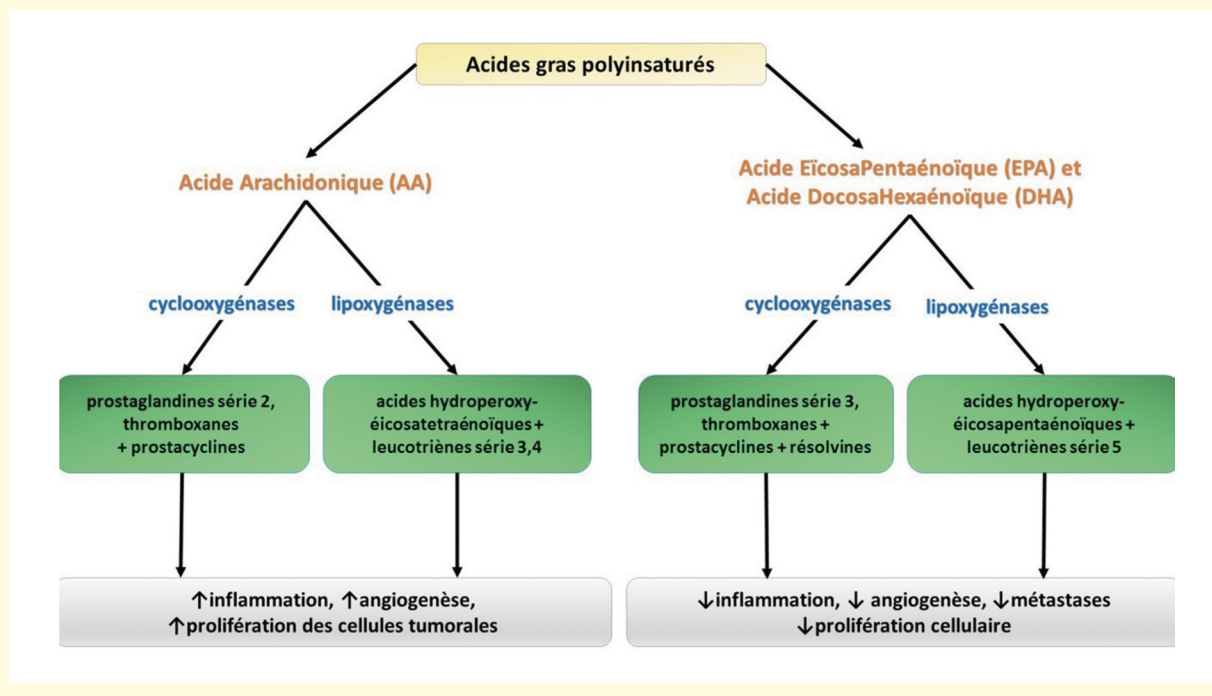 Acides gras polyinsaturés
Acide Arachidonique (AA)
Acide EïcosaPentaénoïque (EPA) et
Acide DocosaHexaénoïque (DHA)
cyclooxygénases
lipoxygénases
cyclooxygénases
lipoxygénases
prostaglandines série 2,
thromboxanes
+ prostacyclines
acides hydroperoxy-
éicosatetraénoïques +
leucotriènes série 3,4
prostaglandines série 3,
thromboxanes +
prostacyclines + résolvines
acides hydroperoxy-
éicosapentaénoïques +
leucotriènes série 5
↑inflammation, ↑angiogenèse,
↑prolifération des cellules tumorales
↓inflammation, ↓ angiogenèse, ↓métastases
↓prolifération cellulaire